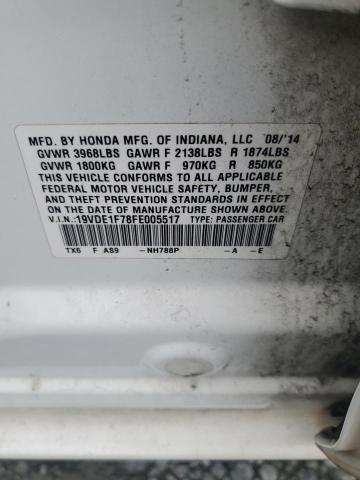 MFD. BY HONDA MFG. OF INDIANA, LLC 08/'14
GVWR 3968LBS GAWR F 2138LBS R 1874LBS
GVWR 1800KG GAWR F 970KG R 850KG
THIS VEHICLE CONFORMS TO ALL APPLICABLE
FEDERAL MOTOR VEHICLE SAFETY, BUMPER,
AND THEFT PREVENTION STANDARDS IN EFFECT
ON THE DATE OF MANUFACTURE SHOWN ABOVE.
V.I.N.:19VDE1F78FE005517 TYPE: PASSENGER CAR
TX6 F AS9 -NH788P -A -E